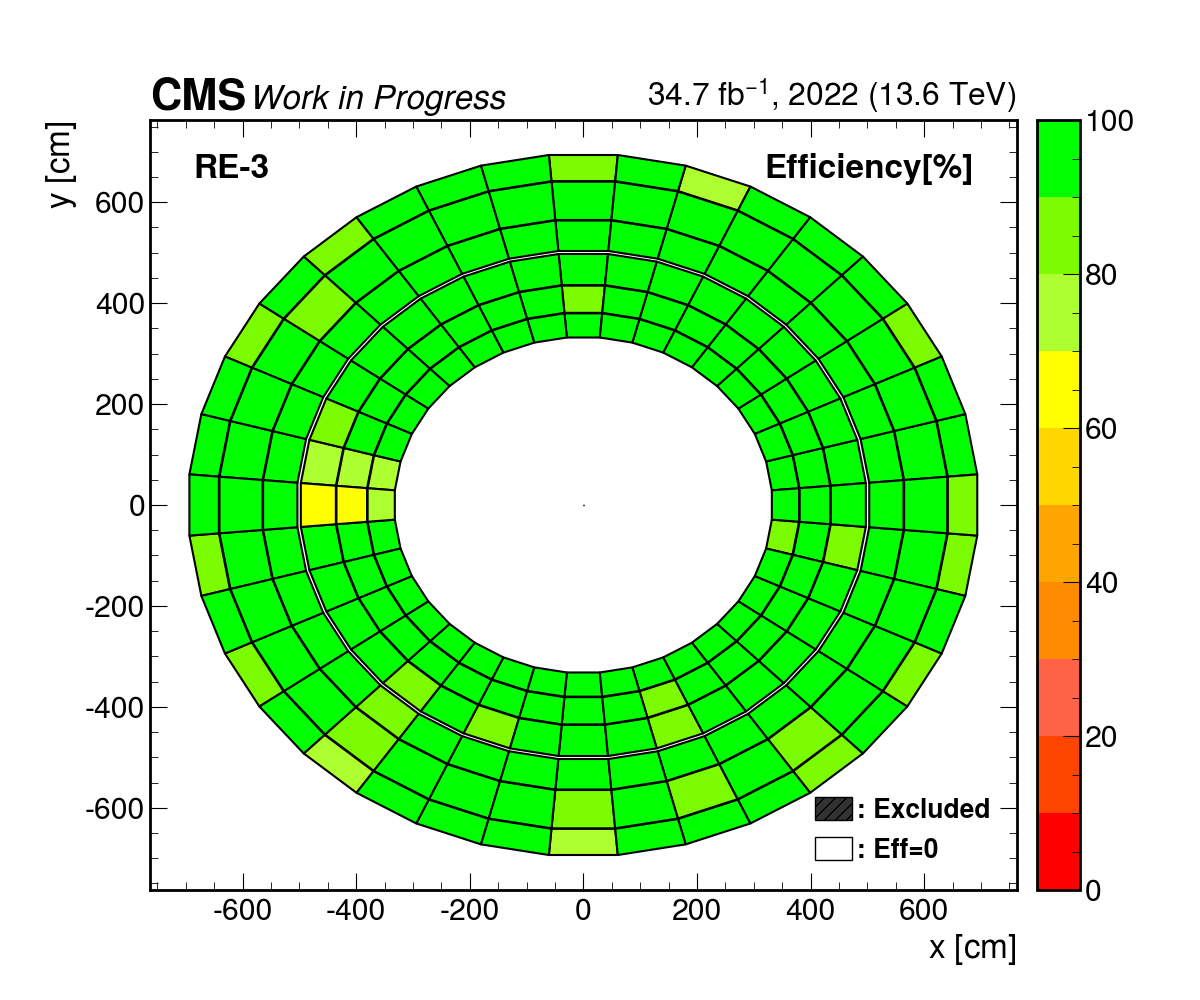 CMS Work in Progress 34.7 fb⁻¹, 2022 (13.6 TeV)
y [cm]
RE-3
Efficiency[%]
600
400
200
0
-200
-400
-600
-600 -400 -200 0 200 400 600
x [cm]
: Excluded
: Eff=0
100
80
60
40
20
0